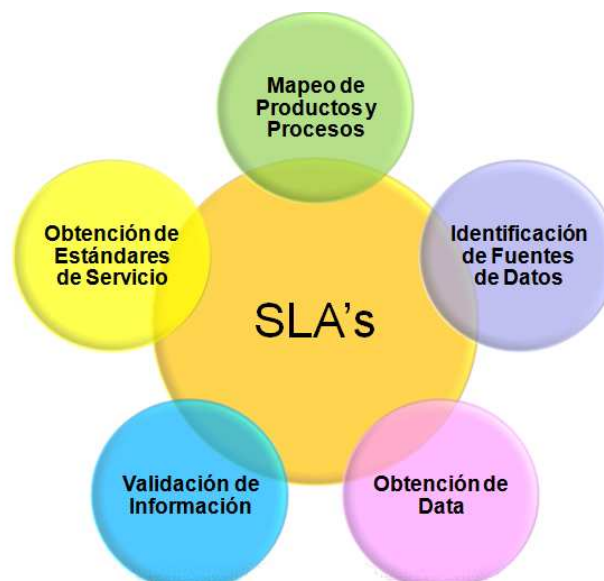 Mapeo de
Productos y
Procesos
Identificación
de Fuentes
de Datos
Obtención de
Data
Validación de
Información
Obtención de
Estándares
de Servicio
SLA's